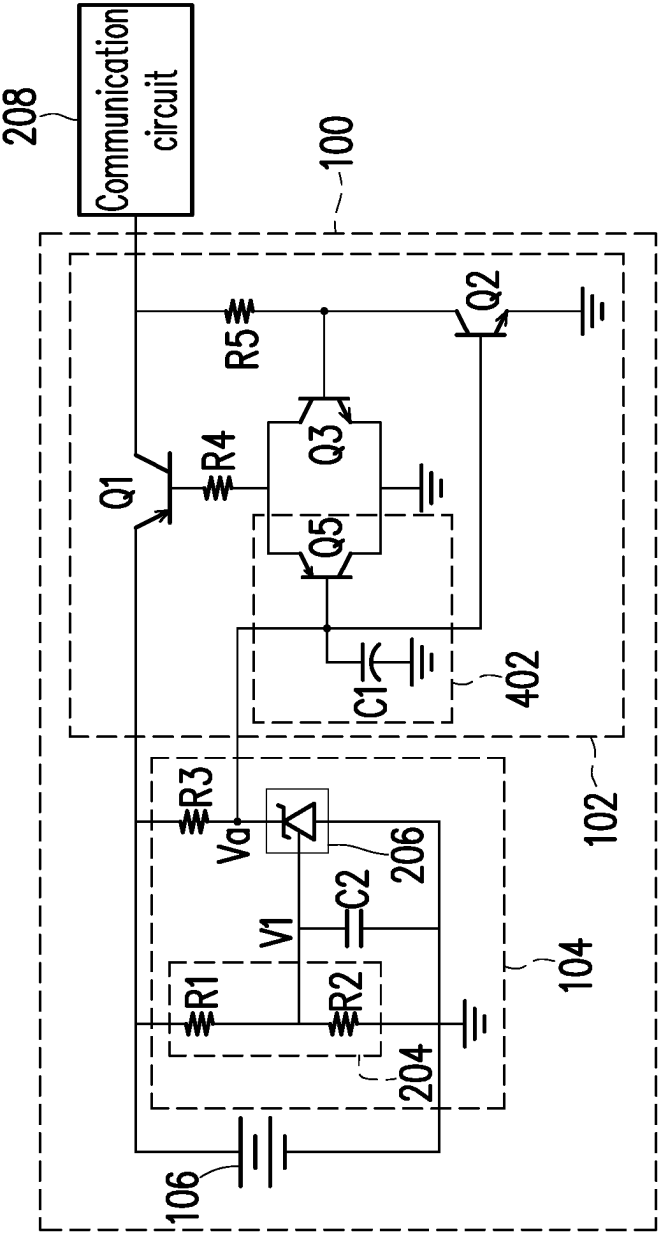 208
Communication
circuit
100
Q1
R4
R5
Q3
Q2
Q5
C1
402
102
R3
Va
206
V1
C2
R1
R2
204
104
106